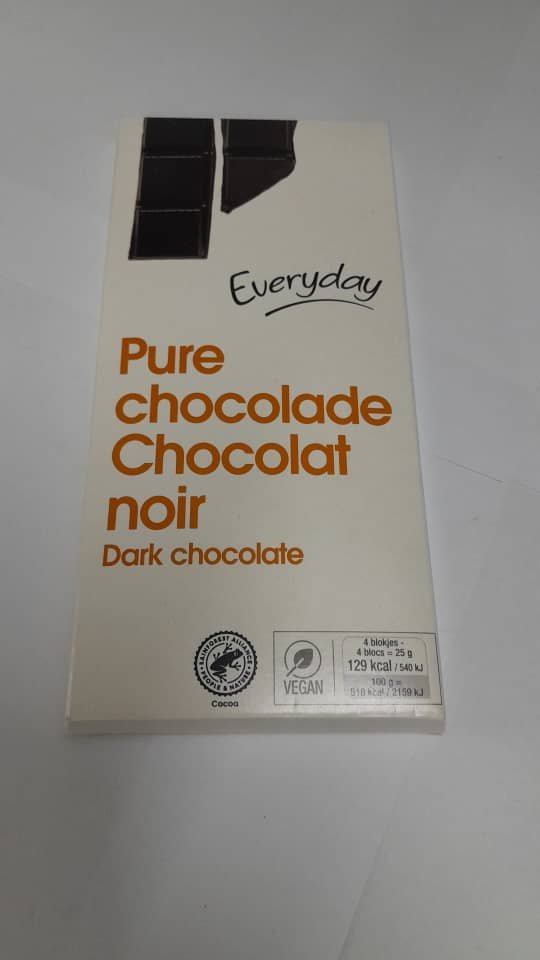 Everyday
Pure
chocolade
Chocolat
noir
Dark chocolate
RAINFOREST ALLIANCE
PEOPLE & NATURE
Cocoa
VEGAN
4 blokjes -
4 blocs = 25 g
129 kcal / 540 kJ
100 g =
518 kcal / 2159 kJ